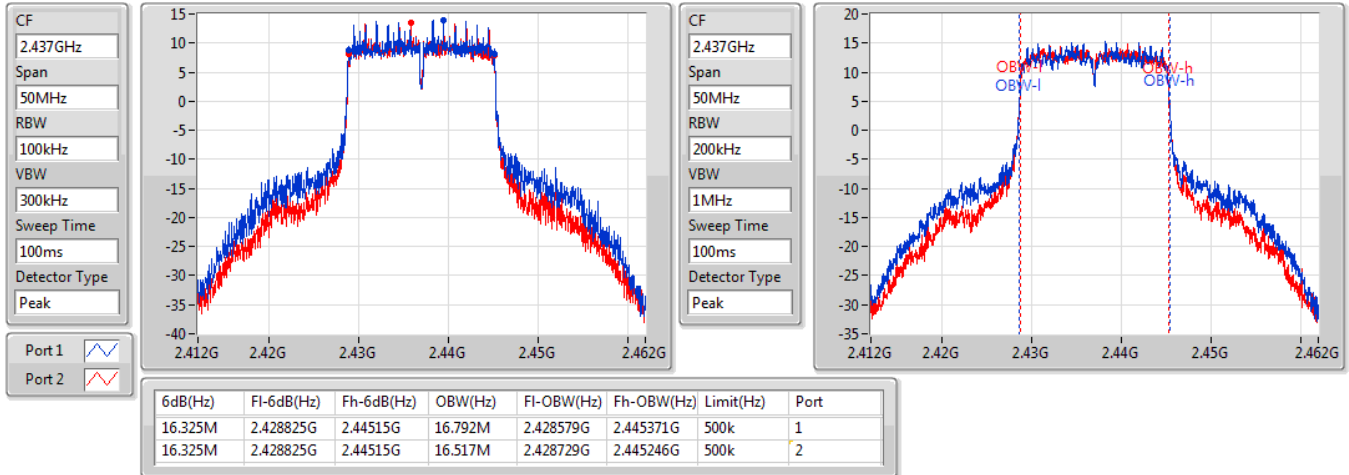 CF
2.437GHz
Span
50MHz
RBW
100kHz
VBW
300kHz
Sweep Time
100ms
Detector Type
Peak
Port 1
Port 2
15
10
5
0
-5
-10
-15
-20
-25
-30
-35
-40
2.412G 2.42G 2.43G 2.44G 2.45G 2.462G
CF
2.437GHz
Span
50MHz
RBW
200kHz
VBW
1MHz
Sweep Time
100ms
Detector Type
Peak
20
15
10
5
0
-5
-10
-15
-20
-25
-30
-35
OBW-l
OBW-l
OBW-h
OBW-h
2.412G 2.42G 2.43G 2.44G 2.45G 2.462G
6dB(Hz) Fl-6dB(Hz) Fh-6dB(Hz) OBW(Hz) Fl-OBW(Hz) Fh-OBW(Hz) Limit(Hz) Port
16.325M 2.428825G 2.44515G 16.792M 2.428579G 2.445371G 500k 1
16.325M 2.428825G 2.44515G 16.517M 2.428729G 2.445246G 500k 2